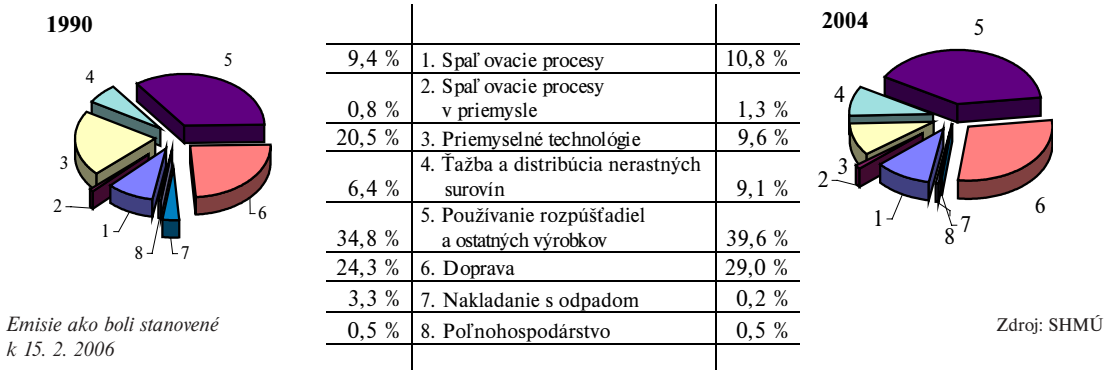 1990
5
4
3
2
1
8
7
6
9,4 % 1. Spaľovacie procesy 10,8 %
2. Spaľovacie procesy
0,8 % v priemysle 1,3 %
20,5 % 3. Priemyselné technológie 9,6 %
4. Ťažba a distribúcia nerastných
6,4 % surovín 9,1 %
5. Používanie rozpúšťadiel
34,8 % a ostatných výrobkov 39,6 %
24,3 % 6. Doprava 29,0 %
3,3 % 7. Nakladanie s odpadom 0,2 %
0,5 % 8. Poľnohospodárstvo 0,5 %
2004
5
4
3
2
1
8
7
6
Emisie ako boli stanovené
k 15. 2. 2006
Zdroj: SHMÚ